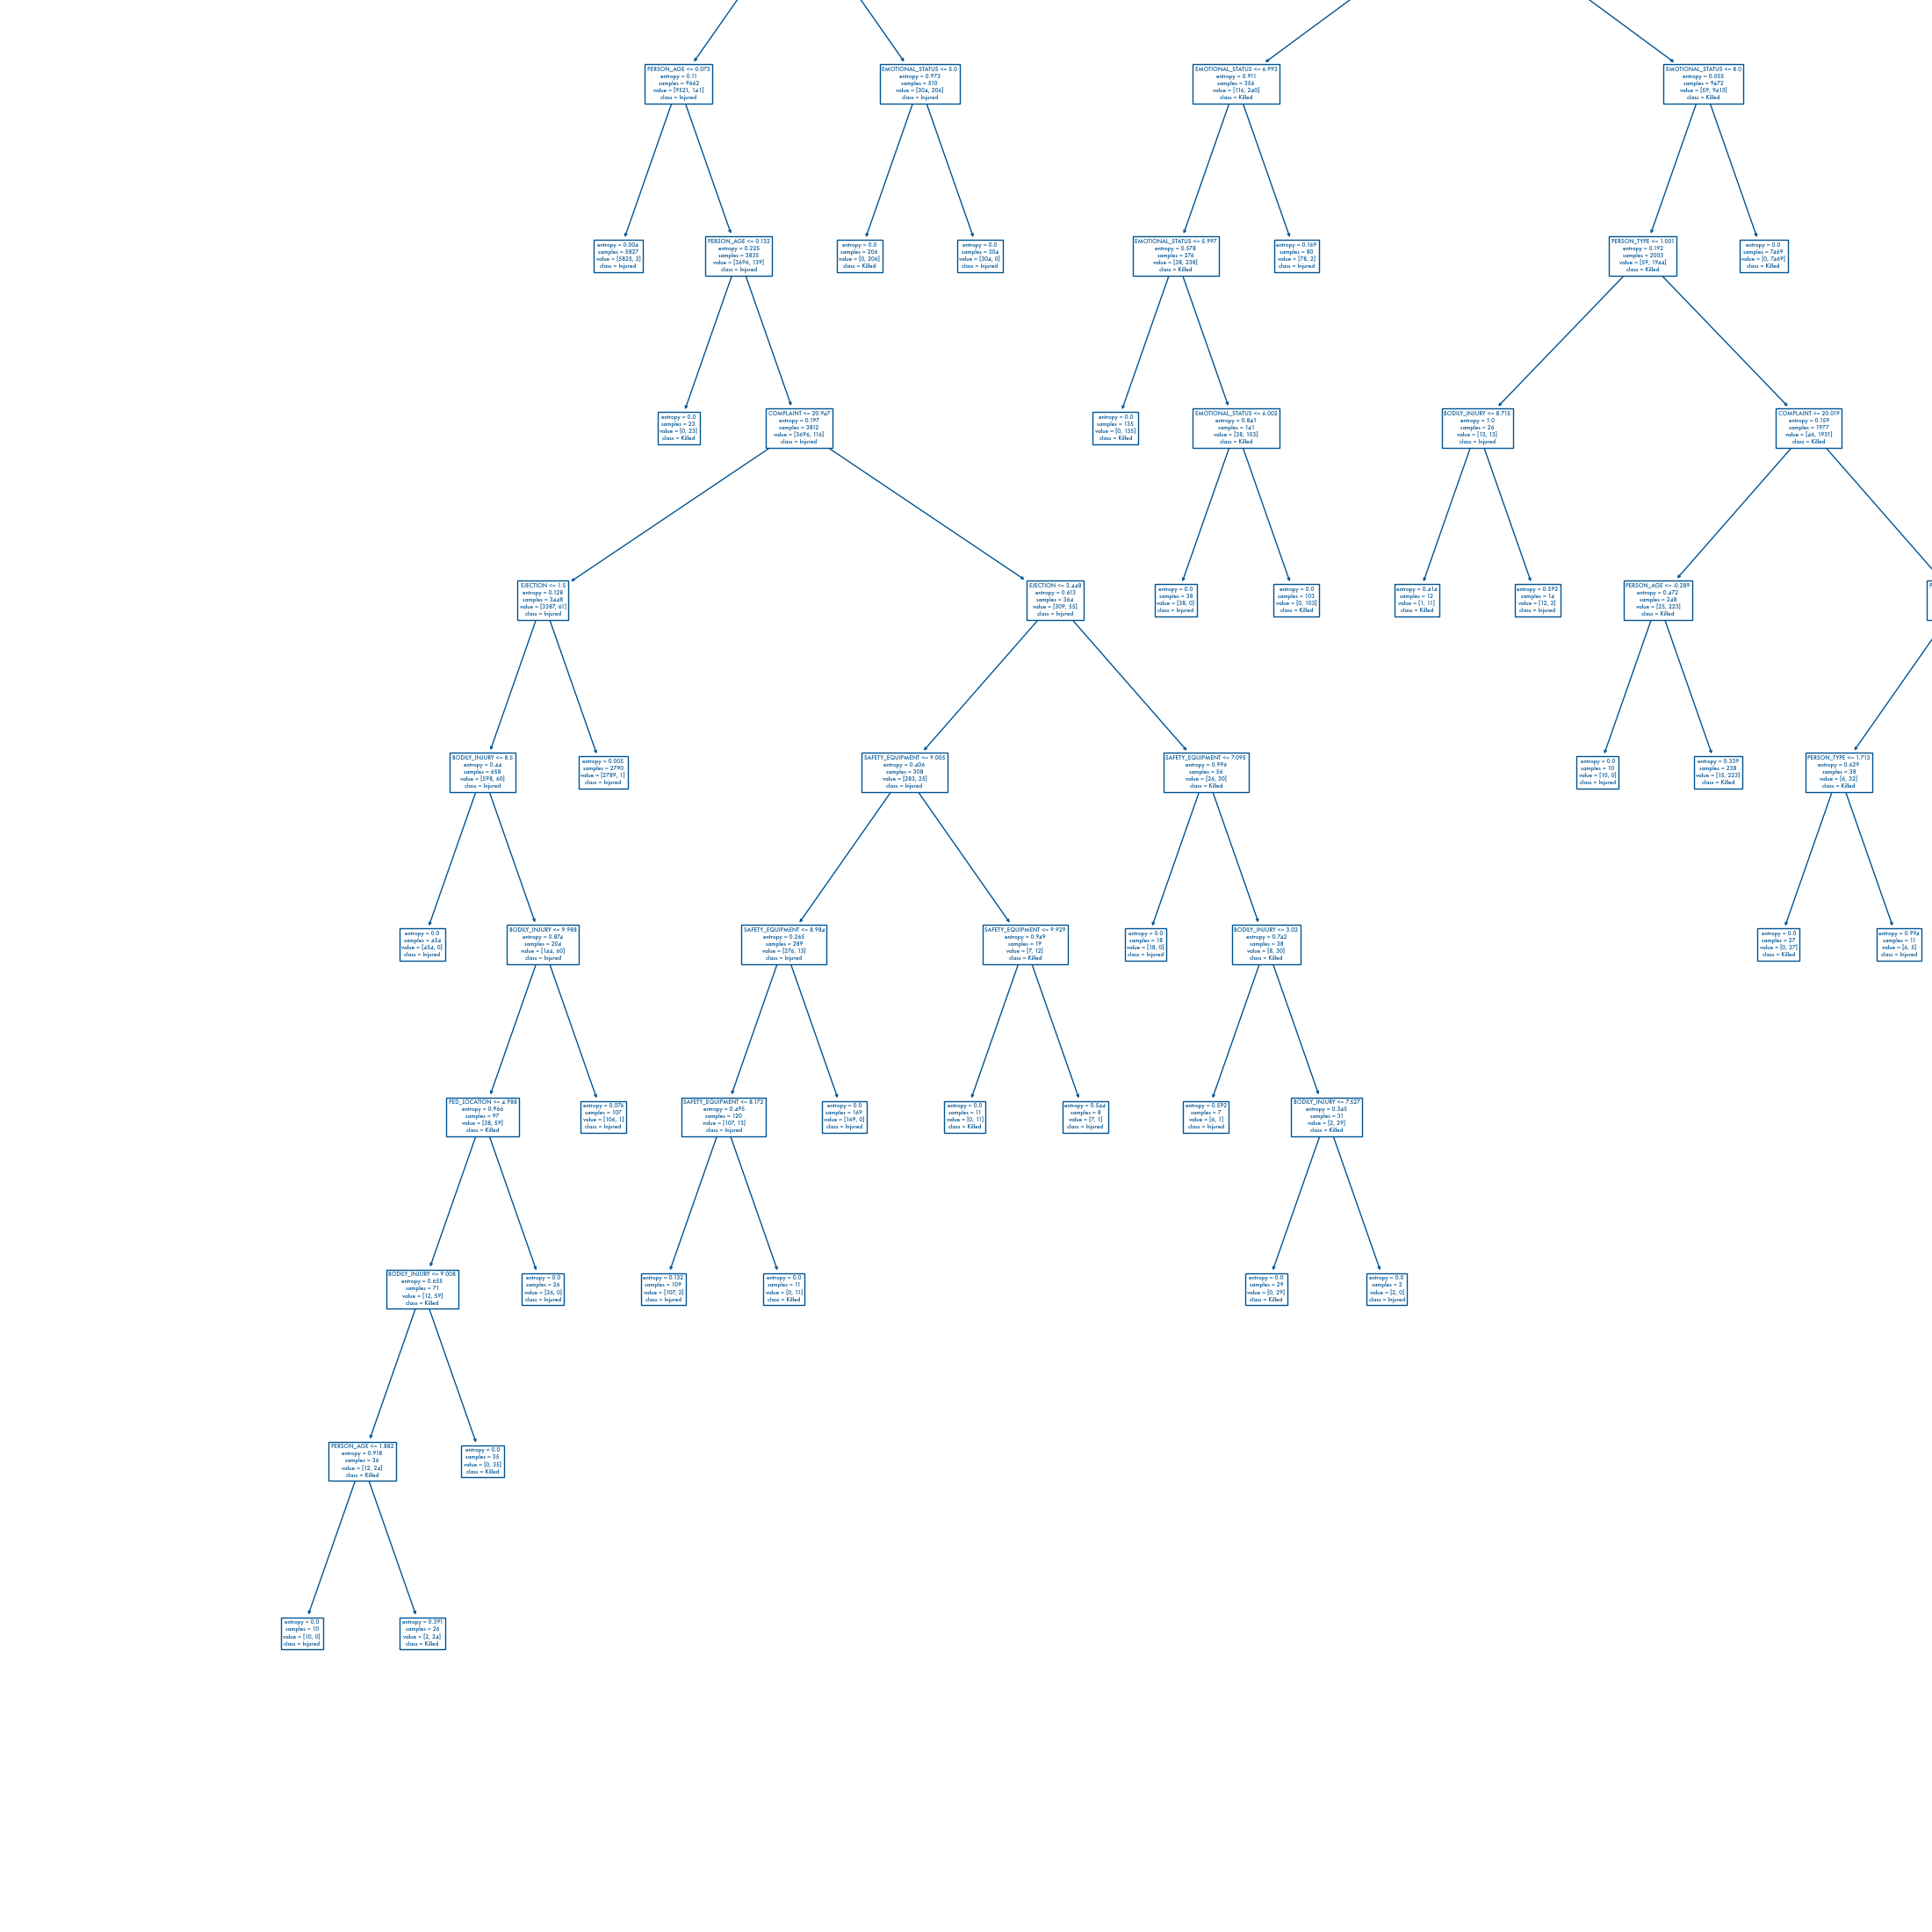 PERSON_AGE <= 0.073
entropy = 0.11
samples = 9662
value = [9521, 141]
class = Injured
EMOTIONAL_STATUS <= 5.0
entropy = 0.973
samples = 510
value = [304, 206]
class = Injured
EMOTIONAL_STATUS <= 6.993
entropy = 0.911
samples = 356
value = [116, 240]
class = Killed
EMOTIONAL_STATUS <= 8.0
entropy = 0.055
samples = 9472
value = [59, 9413]
class = Killed
entropy = 0.004
samples = 5827
value = [5825, 2]
class = Injured
PERSON_AGE <= 0.132
entropy = 0.225
samples = 3835
value = [3696, 139]
class = Injured
entropy = 0.0
samples = 206
value = [0, 206]
class = Killed
entropy = 0.0
samples = 304
value = [304, 0]
class = Injured
EMOTIONAL_STATUS <= 5.997
entropy = 0.578
samples = 276
value = [38, 238]
class = Killed
entropy = 0.169
samples = 80
value = [78, 2]
class = Injured
PERSON_TYPE <= 1.001
entropy = 0.192
samples = 2003
value = [59, 1944]
class = Killed
entropy = 0.0
samples = 7469
value = [0, 7469]
class = Killed
entropy = 0.0
samples = 23
value = [0, 23]
class = Killed
COMPLAINT <= 20.947
entropy = 0.197
samples = 3812
value = [3696, 116]
class = Injured
entropy = 0.0
samples = 135
value = [0, 135]
class = Killed
EMOTIONAL_STATUS <= 6.002
entropy = 0.841
samples = 141
value = [38, 103]
class = Killed
BODILY_INJURY <= 8.715
entropy = 1.0
samples = 26
value = [13, 13]
class = Injured
COMPLAINT <= 20.019
entropy = 0.159
samples = 1977
value = [46, 1931]
class = Killed
EJECTION <= 1.5
entropy = 0.128
samples = 3448
value = [3387, 61]
class = Injured
EJECTION <= 3.448
entropy = 0.613
samples = 364
value = [309, 55]
class = Injured
entropy = 0.0
samples = 38
value = [38, 0]
class = Injured
entropy = 0.0
samples = 103
value = [0, 103]
class = Killed
entropy = 0.414
samples = 12
value = [1, 11]
class = Killed
entropy = 0.592
samples = 14
value = [12, 2]
class = Injured
PERSON_AGE <= -0.289
entropy = 0.472
samples = 248
value = [25, 223]
class = Killed
BODILY_INJURY <= 8.5
entropy = 0.44
samples = 658
value = [598, 60]
class = Injured
entropy = 0.005
samples = 2790
value = [2789, 1]
class = Injured
SAFETY_EQUIPMENT <= 9.005
entropy = 0.406
samples = 308
value = [283, 25]
class = Injured
SAFETY_EQUIPMENT <= 7.095
entropy = 0.996
samples = 56
value = [26, 30]
class = Killed
entropy = 0.0
samples = 10
value = [10, 0]
class = Injured
entropy = 0.339
samples = 238
value = [15, 223]
class = Killed
PERSON_TYPE <= 1.713
entropy = 0.629
samples = 38
value = [6, 32]
class = Killed
entropy = 0.0
samples = 454
value = [454, 0]
class = Injured
BODILY_INJURY <= 9.988
entropy = 0.874
samples = 204
value = [144, 60]
class = Injured
SAFETY_EQUIPMENT <= 8.984
entropy = 0.265
samples = 289
value = [276, 13]
class = Injured
SAFETY_EQUIPMENT <= 9.929
entropy = 0.949
samples = 19
value = [7, 12]
class = Killed
entropy = 0.0
samples = 18
value = [18, 0]
class = Injured
BODILY_INJURY <= 3.02
entropy = 0.742
samples = 38
value = [8, 30]
class = Killed
entropy = 0.0
samples = 27
value = [0, 27]
class = Killed
entropy = 0.994
samples = 11
value = [6, 5]
class = Injured
PED_LOCATION <= 4.988
entropy = 0.966
samples = 97
value = [38, 59]
class = Killed
entropy = 0.076
samples = 107
value = [106, 1]
class = Injured
SAFETY_EQUIPMENT <= 8.172
entropy = 0.495
samples = 120
value = [107, 13]
class = Injured
entropy = 0.0
samples = 169
value = [169, 0]
class = Injured
entropy = 0.0
samples = 11
value = [0, 11]
class = Killed
entropy = 0.544
samples = 8
value = [7, 1]
class = Injured
entropy = 0.592
samples = 7
value = [6, 1]
class = Injured
BODILY_INJURY <= 7.527
entropy = 0.345
samples = 31
value = [2, 29]
class = Killed
BODILY_INJURY <= 9.008
entropy = 0.655
samples = 71
value = [12, 59]
class = Killed
entropy = 0.0
samples = 26
value = [26, 0]
class = Injured
entropy = 0.132
samples = 109
value = [107, 2]
class = Injured
entropy = 0.0
samples = 11
value = [0, 11]
class = Killed
entropy = 0.0
samples = 29
value = [0, 29]
class = Killed
entropy = 0.0
samples = 2
value = [2, 0]
class = Injured
PERSON_AGE <= 1.882
entropy = 0.918
samples = 36
value = [12, 24]
class = Killed
entropy = 0.0
samples = 35
value = [0, 35]
class = Killed
entropy = 0.0
samples = 10
value = [10, 0]
class = Injured
entropy = 0.391
samples = 26
value = [2, 24]
class = Killed